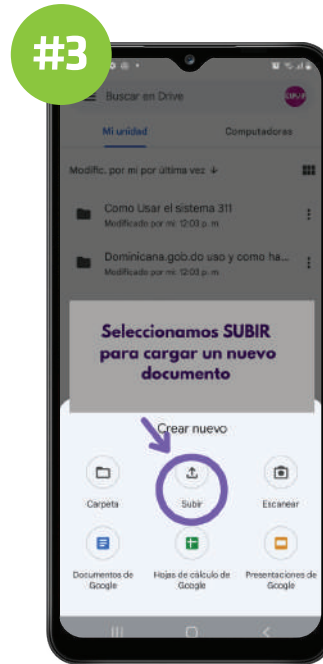 #3
Buscar en Drive
Mi unidad Computadoras
Modific. por mí por última vez ↓
Como Usar el sistema 311
Modificado por mí: 12:03 p. m.
Dominicana.gob.do uso y como ha...
Modificado por mí: 12:03 p. m.
Seleccionamos SUBIR
para cargar un nuevo
documento
Crear nuevo
Carpeta Subir Escanear
Documentos de Google Hojas de cálculo de Google Presentaciones de Google